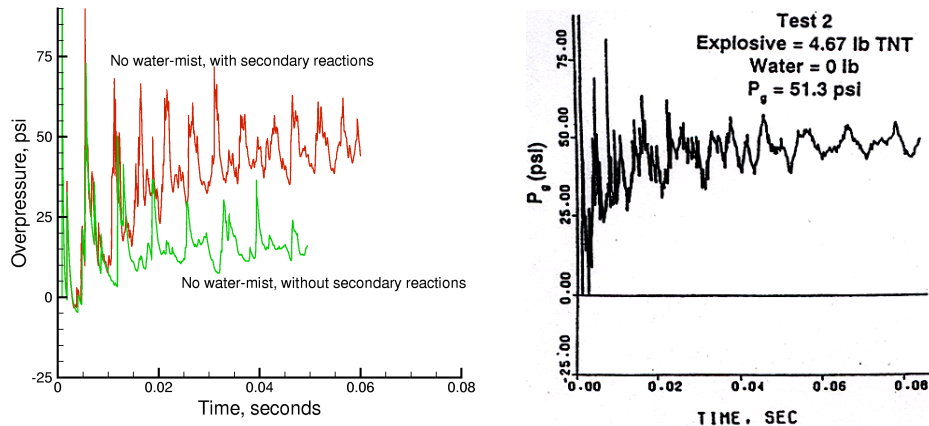 75
50
25
0
-25
0
0.02
0.04
0.06
0.08
Overpressure, psi
Time, seconds
No water-mist, with secondary reactions
No water-mist, without secondary reactions
Test 2
Explosive = 4.67 lb TNT
Water = 0 lb
Pg = 51.3 psi
75.00
50.00
25.00
0.00
25.00
0.00
0.02
0.04
0.06
0.08
Pg (psi)
TIME, SEC